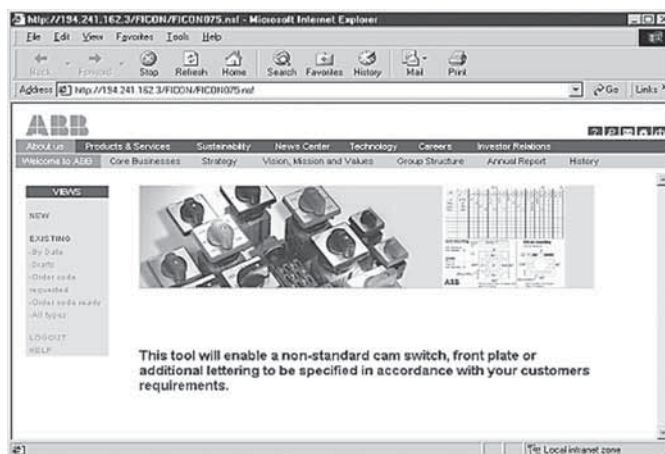 http://194.241.162.3/FICON/FICON075.nsf - Microsoft Internet Explorer
File Edit View Favorites Tools Help
Back Forward Stop Refresh Home Search Favorites History Mail Print
Address http://194.241.162.3/FICON/FICON075.nsf Go Links
ABB
About us Products & Services Sustainability News Center Technology Careers Investor Relations
Welcome to ABB Core Businesses Strategy Vision, Mission and Values Group Structure Annual Report History
VIEWS
NEW
EXISTING
-By Date
-Drafts
-Order code
requested
-Order code ready
-All types
LOGOUT
HELP
ABB
This tool will enable a non-standard cam switch, front plate or
additional lettering to be specified in accordance with your customers
requirements.
Local intranet zone